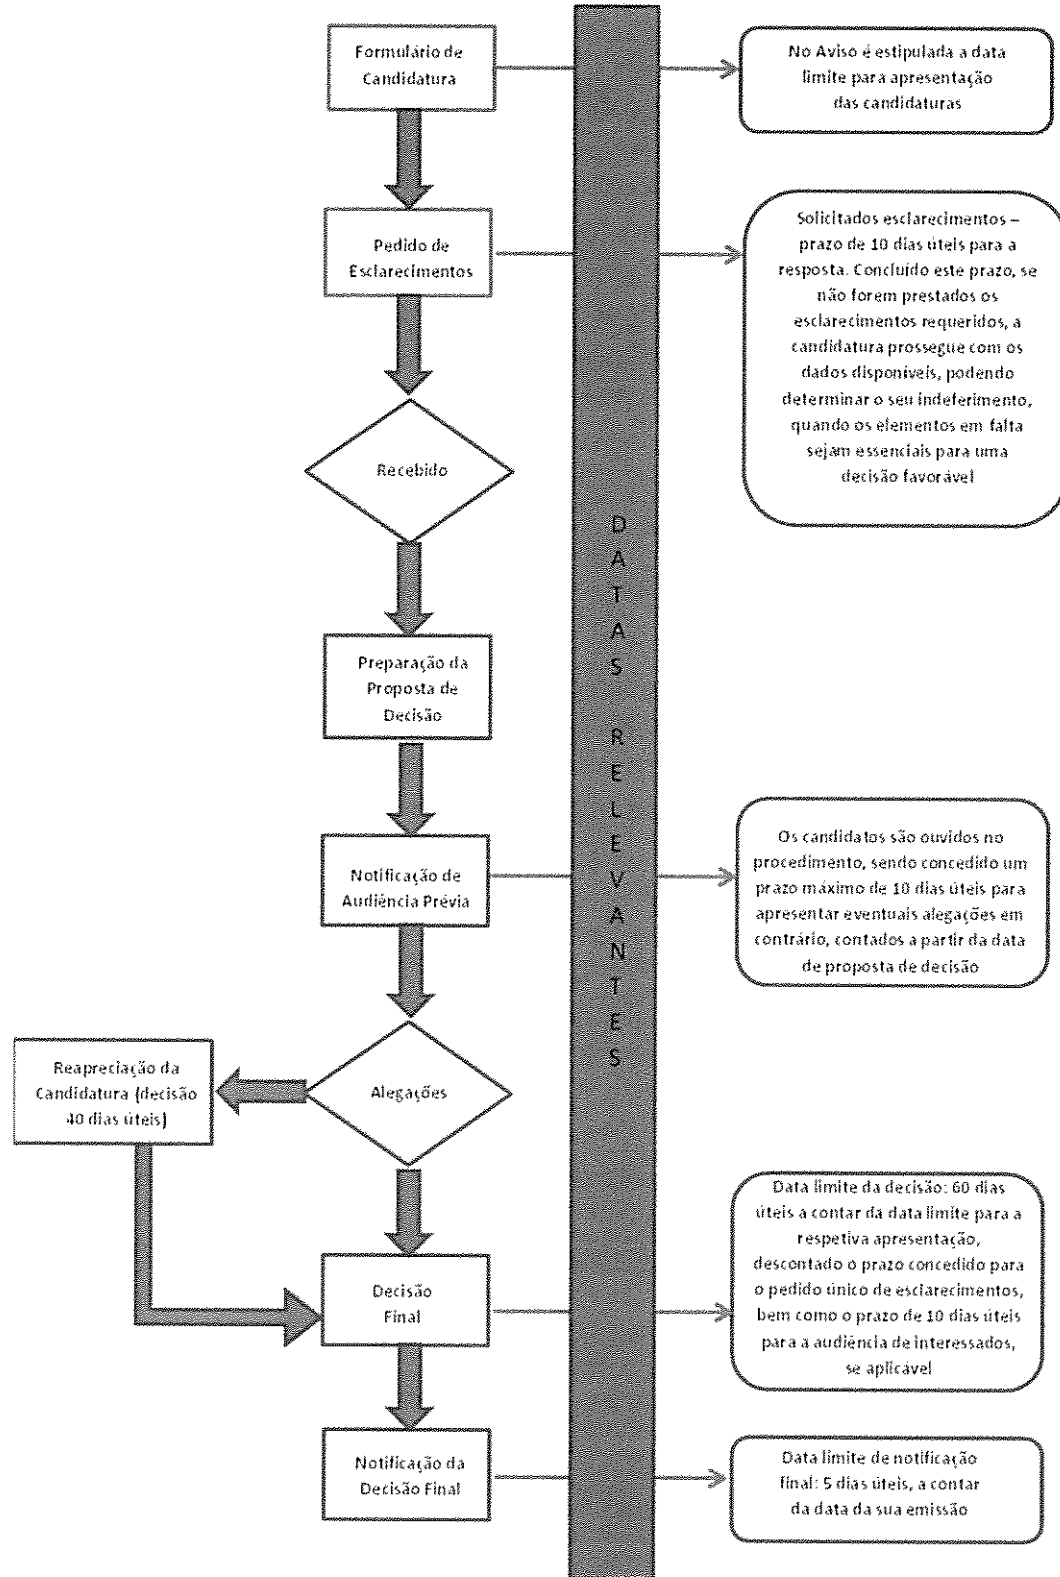 Formulário de
Candidatura
No Aviso é estipulada a data
limite para apresentação
das candidaturas
Pedido de
Esclarecimentos
Solicitados esclarecimentos –
prazo de 10 dias úteis para a
resposta. Concluído este prazo, se
não forem prestados os
esclarecimentos requeridos, a
candidatura prossegue com os
dados disponíveis, podendo
determinar o seu indeferimento,
quando os elementos em falta
sejam essenciais para uma
decisão favorável
Recebido
DATAS RELEVANTES
Preparação da
Proposta de
Decisão
Notificação de
Audiência Prévia
Os candidatos são ouvidos no
procedimento, sendo concedido um
prazo máximo de 10 dias úteis para
apresentar eventuais alegações em
contrário, contados a partir da data
de proposta de decisão
Alegações
Reapreciação da
Candidatura (decisão
40 dias úteis)
Decisão
Final
Data limite da decisão: 60 dias
úteis a contar da data limite para a
respetiva apresentação,
descontado o prazo concedido para
o pedido único de esclarecimentos,
bem como o prazo de 10 dias úteis
para a audiência de interessados,
se aplicável
Notificação da
Decisão Final
Data limite de notificação
final: 5 dias úteis, a contar
da data da sua emissão